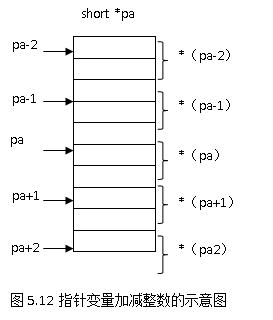 short *pa
pa-2
*（pa-2）
pa-1
*（pa-1）
pa
*（pa）
pa+1
*（pa+1）
pa+2
*（pa2）
图 5.12 指针变量加减整数的示意图